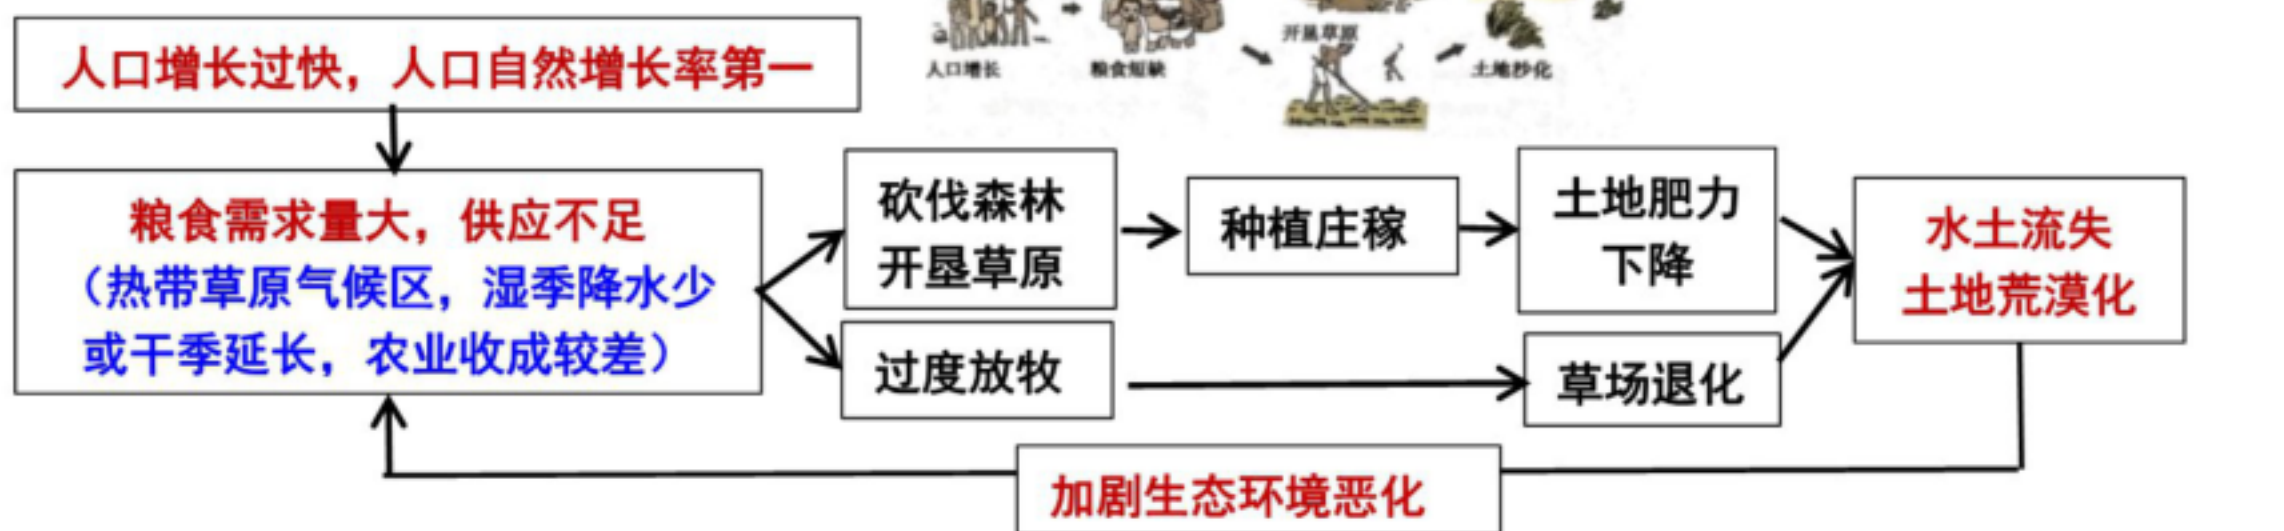 人口增长过快，人口自然增长率第一
人口增长
粮食短缺
开垦草原
土地沙化
粮食需求量大，供应不足
（热带草原气候区，湿季降水少
或干季延长，农业收成较差）
砍伐森林
开垦草原
种植庄稼
土地肥力
下降
水土流失
土地荒漠化
过度放牧
草场退化
加剧生态环境恶化